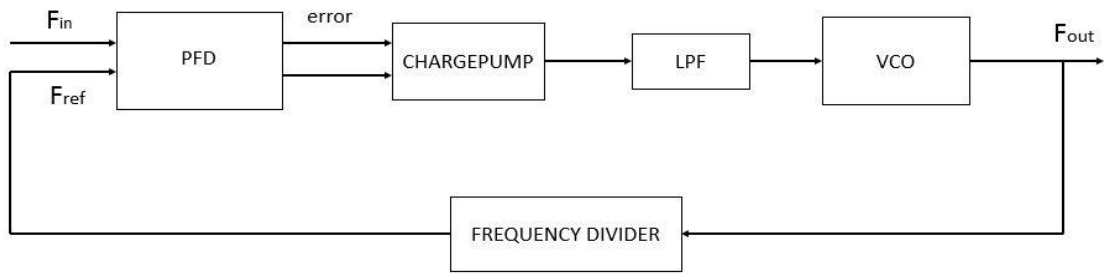 Fin
error
Fout
PFD
CHARGEPUMP
LPF
VCO
Fref
FREQUENCY DIVIDER